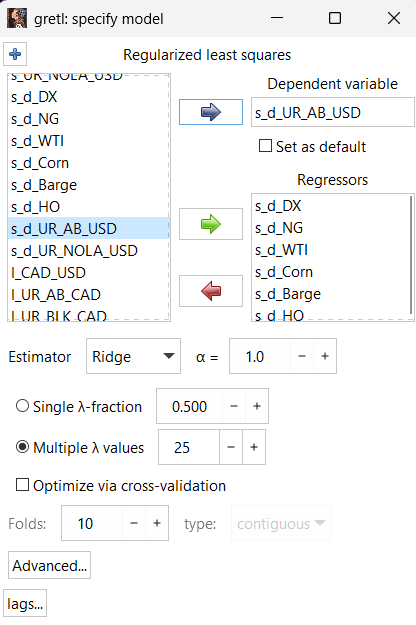 gretl: specify model
Regularized least squares
s_d_UR_NOLA_USD
s_d_DX
s_d_NG
s_d_WTI
s_d_Corn
s_d_Barge
s_d_HO
s_d_UR_AB_USD
s_d_UR_NOLA_USD
l_CAD_USD
l_UR_AB_CAD
l_UR_BLK_CAD
Dependent variable
s_d_UR_AB_USD
Set as default
Regressors
s_d_DX
s_d_NG
s_d_WTI
s_d_Corn
s_d_Barge
s_d_HO
Estimator Ridge α = 1.0 − +
Single λ-fraction 0.500 − +
Multiple λ values 25 − +
Optimize via cross-validation
Folds: 10 − + type: contiguous
Advanced...
lags...